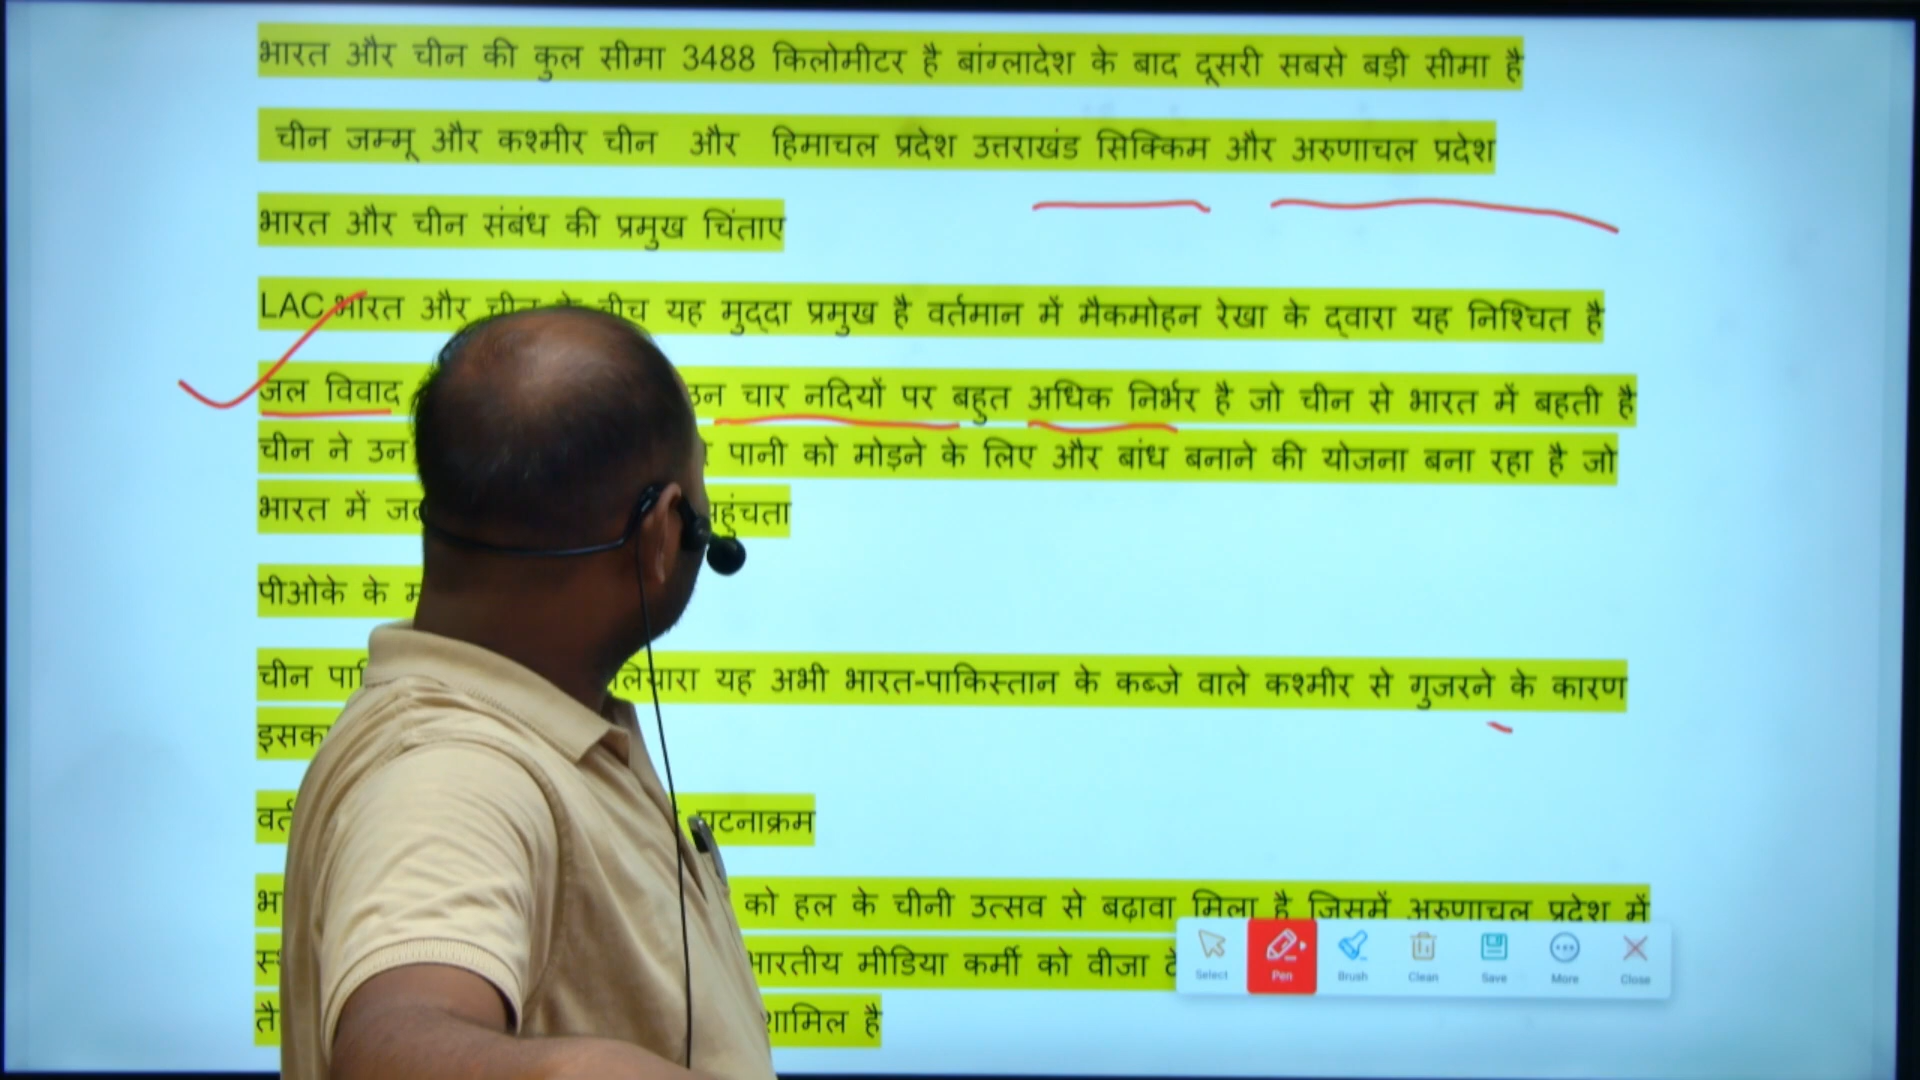 भारत और चीन की कुल सीमा 3488 किलोमीटर है बांग्लादेश के बाद दूसरी सबसे बड़ी सीमा है
चीन जम्मू और कश्मीर चीन और हिमाचल प्रदेश उत्तराखंड सिक्किम और अरुणाचल प्रदेश
भारत और चीन संबंध की प्रमुख चिंताए
LAC भारत और चीन के बीच यह मुद्दा प्रमुख है वर्तमान में मैकमोहन रेखा के द्वारा यह निश्चित है
जल विवाद उन चार नदियों पर बहुत अधिक निर्भर है जो चीन से भारत में बहती है
चीन ने उन पानी को मोड़ने के लिए और बांध बनाने की योजना बना रहा है जो
भारत में पहुंचता
पीओके के
चीन यह अभी भारत-पाकिस्तान के कब्जे वाले कश्मीर से गुजरने के कारण
घटनाक्रम
को हल के चीनी उत्सव से बढ़ावा मिला है जिसमें अरुणाचल प्रदेश में
भारतीय मीडिया कर्मी को वीजा
शामिल है
Select Pen Brush Clean Save More Close